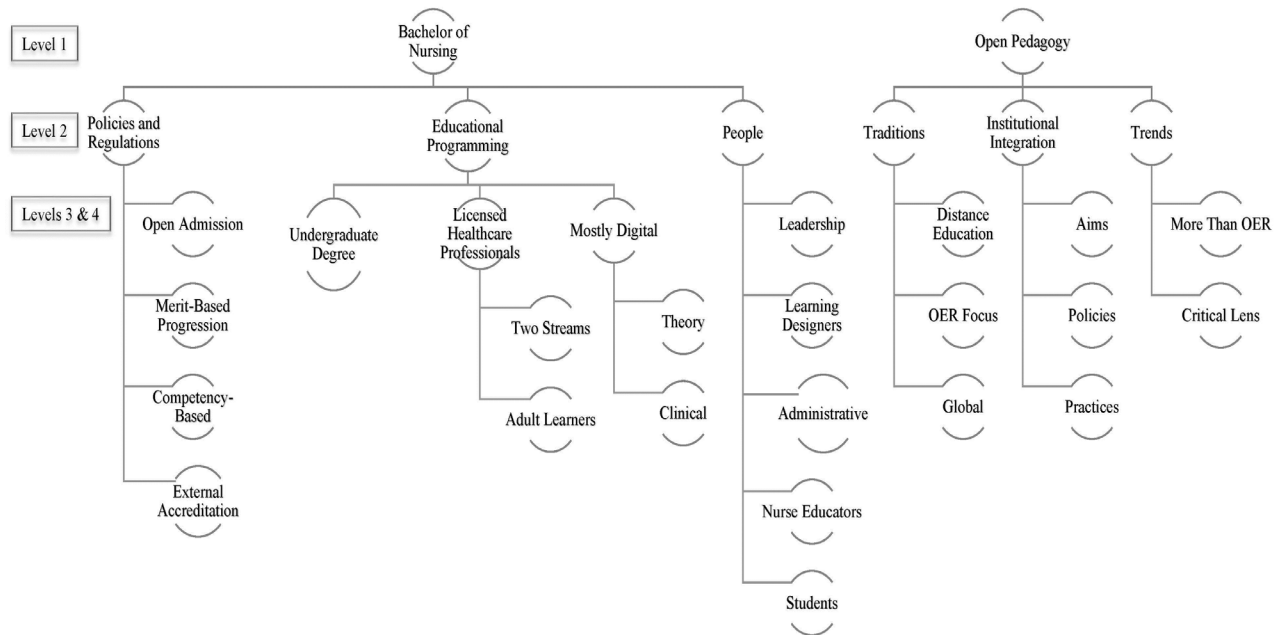 Level 1
Bachelor of
Nursing
Open Pedagogy
Level 2
Policies and
Regulations
Educational
Programming
People
Traditions
Institutional
Integration
Trends
Levels 3 & 4
Open Admission
Merit-Based
Progression
Competency-
Based
External
Accreditation
Undergraduate
Degree
Licensed
Healthcare
Professionals
Two Streams
Adult Learners
Mostly Digital
Theory
Clinical
Leadership
Learning
Designers
Administrative
Nurse Educators
Students
Distance
Education
OER Focus
Global
Aims
Policies
Practices
More Than OER
Critical Lens